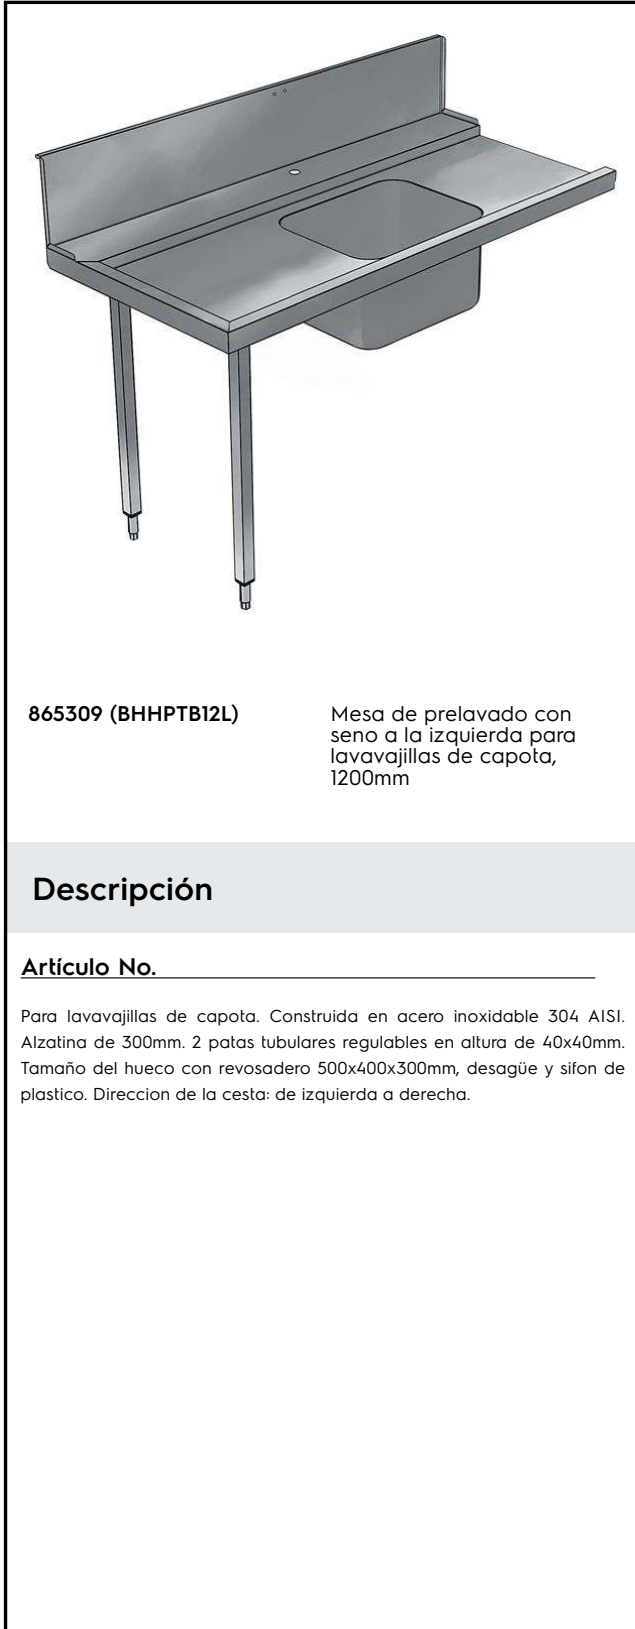 865309 (BHHPTB12L)
Mesa de prelavado con
seno a la izquierda para
lavavajillas de capota,
1200mm
Descripción
Artículo No.
Para lavavajillas de capota. Construida en acero inoxidable 304 AISI.
Alzatina de 300mm. 2 patas tubulares regulables en altura de 40x40mm.
Tamaño del hueco con revosadero 500x400x300mm, desagüe y sifon de
plastico. Direccion de la cesta: de izquierda a derecha.